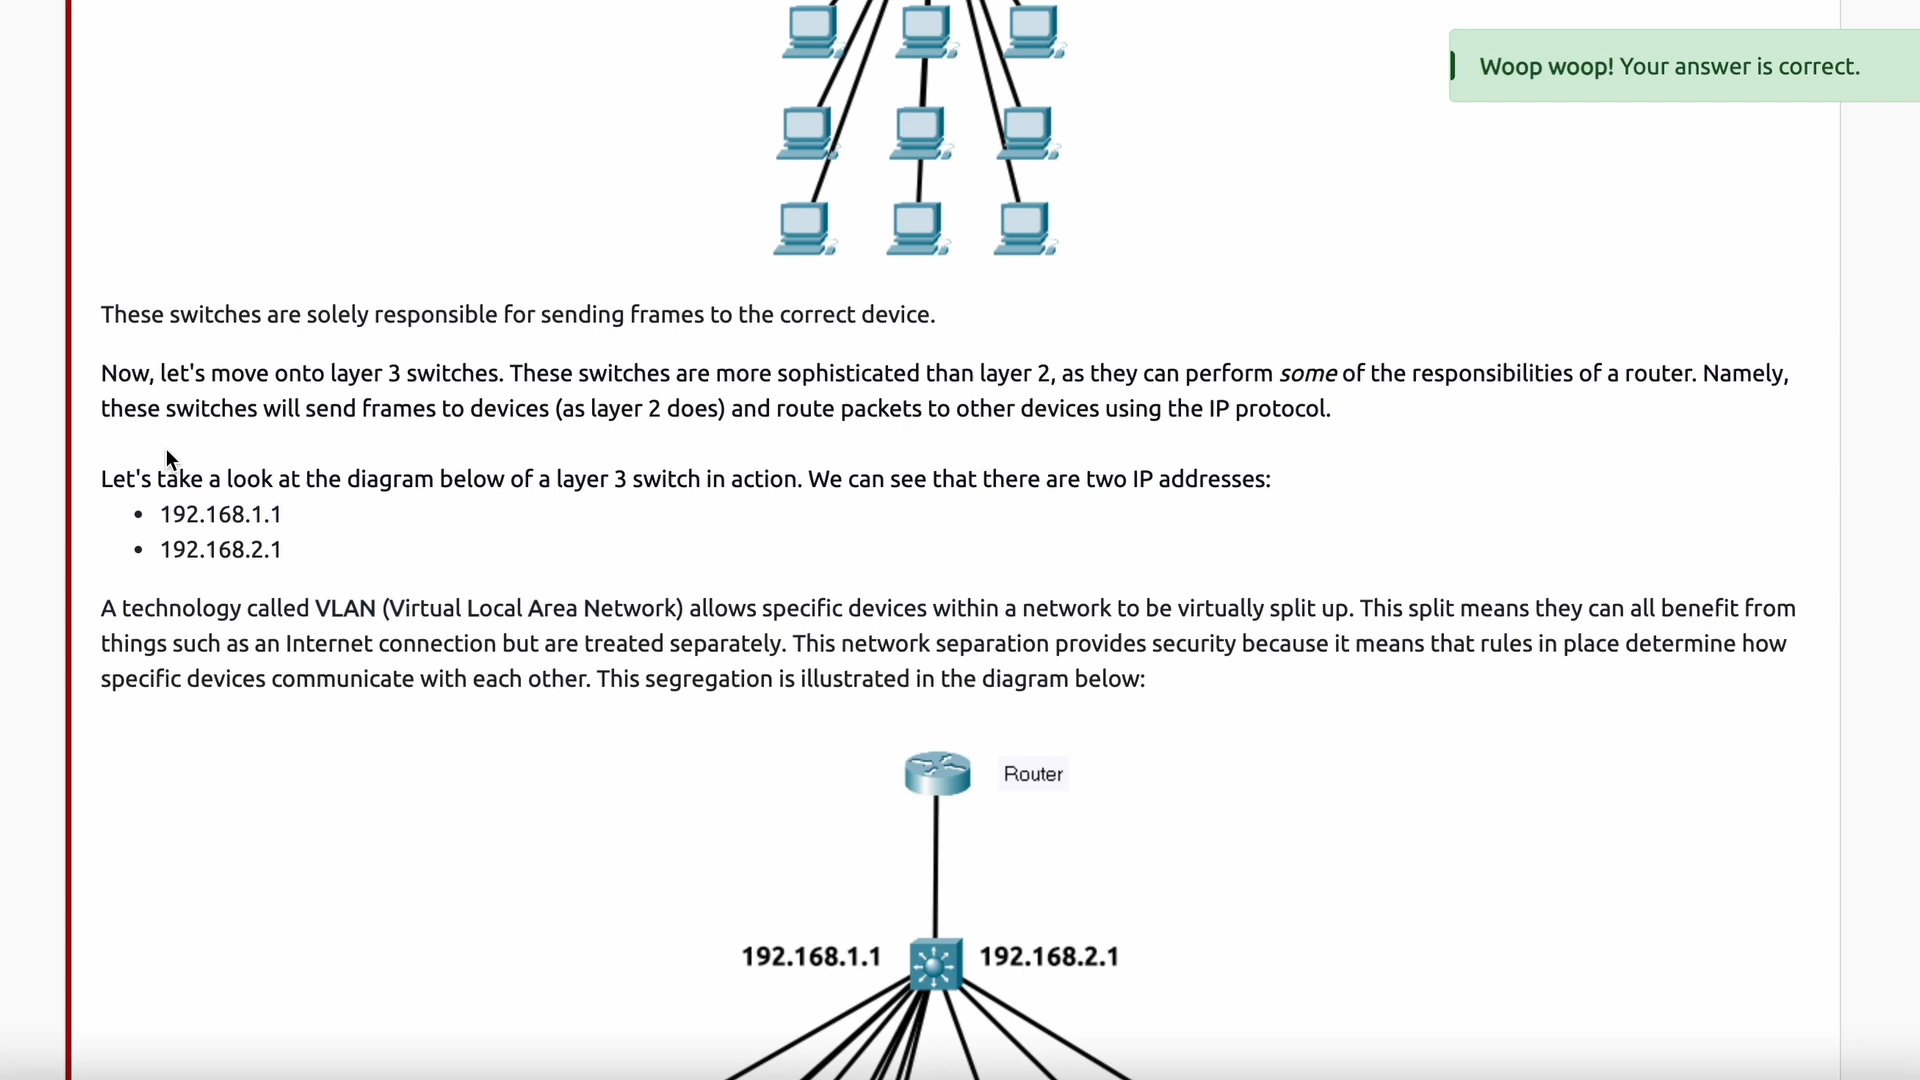 Woop woop! Your answer is correct.
These switches are solely responsible for sending frames to the correct device.
Now, let's move onto layer 3 switches. These switches are more sophisticated than layer 2, as they can perform some of the responsibilities of a router. Namely,
these switches will send frames to devices (as layer 2 does) and route packets to other devices using the IP protocol.
Let's take a look at the diagram below of a layer 3 switch in action. We can see that there are two IP addresses:
• 192.168.1.1
• 192.168.2.1
A technology called VLAN (Virtual Local Area Network) allows specific devices within a network to be virtually split up. This split means they can all benefit from
things such as an Internet connection but are treated separately. This network separation provides security because it means that rules in place determine how
specific devices communicate with each other. This segregation is illustrated in the diagram below:
Router
192.168.1.1
192.168.2.1